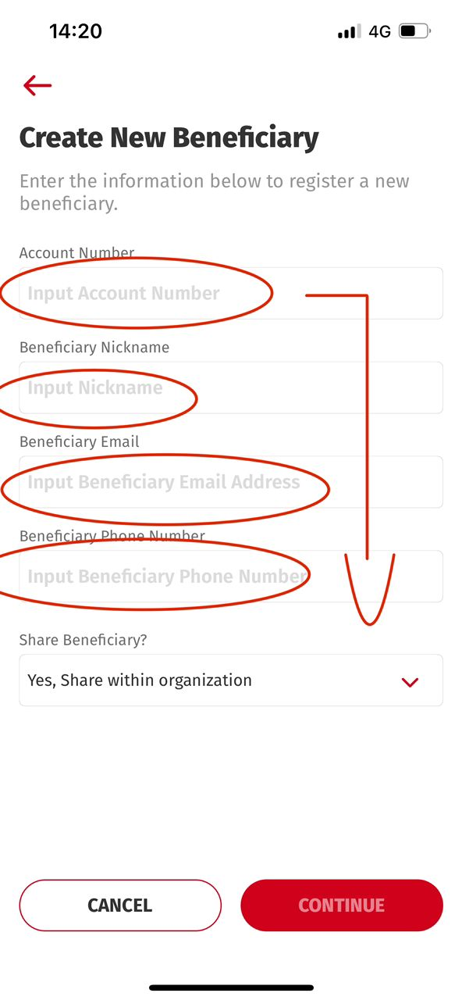 14:20
4G
Create New Beneficiary
Enter the information below to register a new
beneficiary.
Account Number
Input Account Number
Beneficiary Nickname
Input Nickname
Beneficiary Email
Input Beneficiary Email Address
Beneficiary Phone Number
Input Beneficiary Phone Number
Share Beneficiary?
Yes, Share within organization
CANCEL
CONTINUE